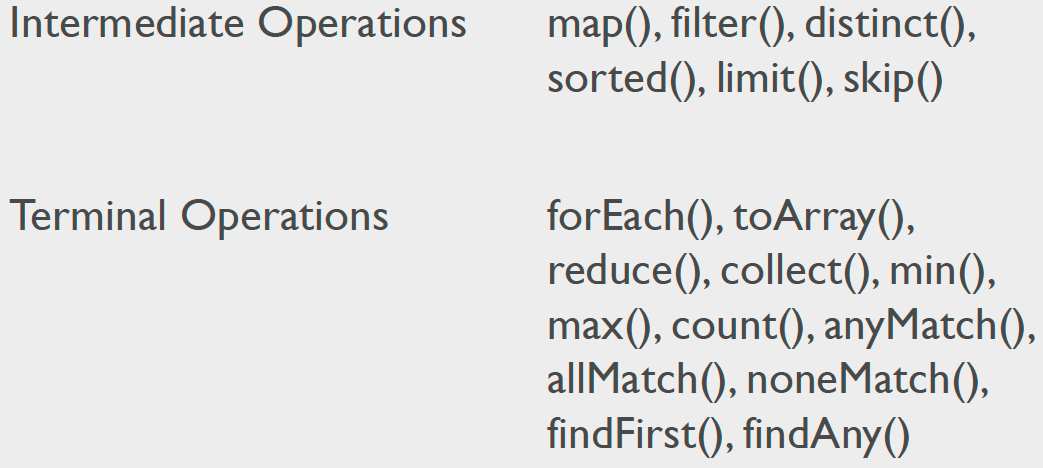 Intermediate Operations map(), filter(), distinct(),
sorted(), limit(), skip()
Terminal Operations forEach(), toArray(),
reduce(), collect(), min(),
max(), count(), anyMatch(),
allMatch(), noneMatch(),
findFirst(), findAny()